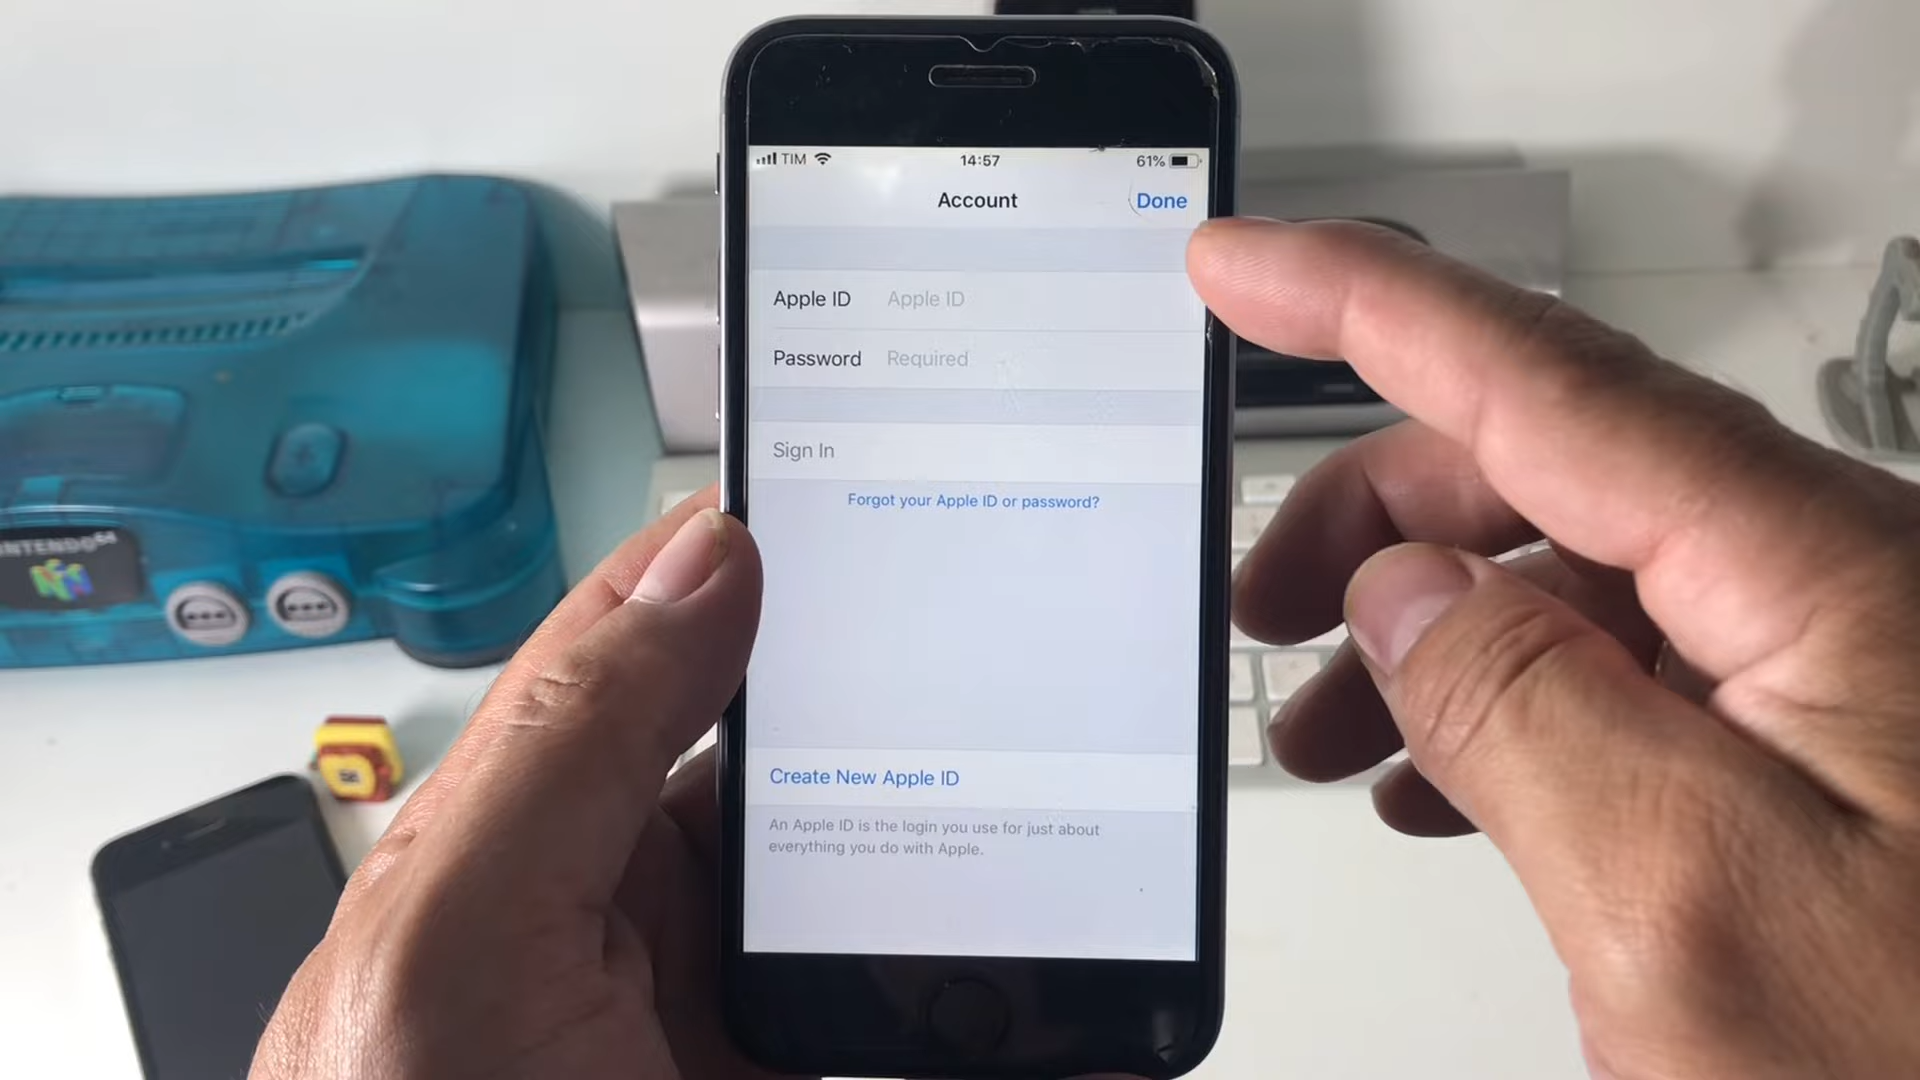 TIM 14:57 61%
Account Done
Apple ID Apple ID
Password Required
Sign In
Forgot your Apple ID or password?
Create New Apple ID
An Apple ID is the login you use for just about
everything you do with Apple.
NINTENDO64